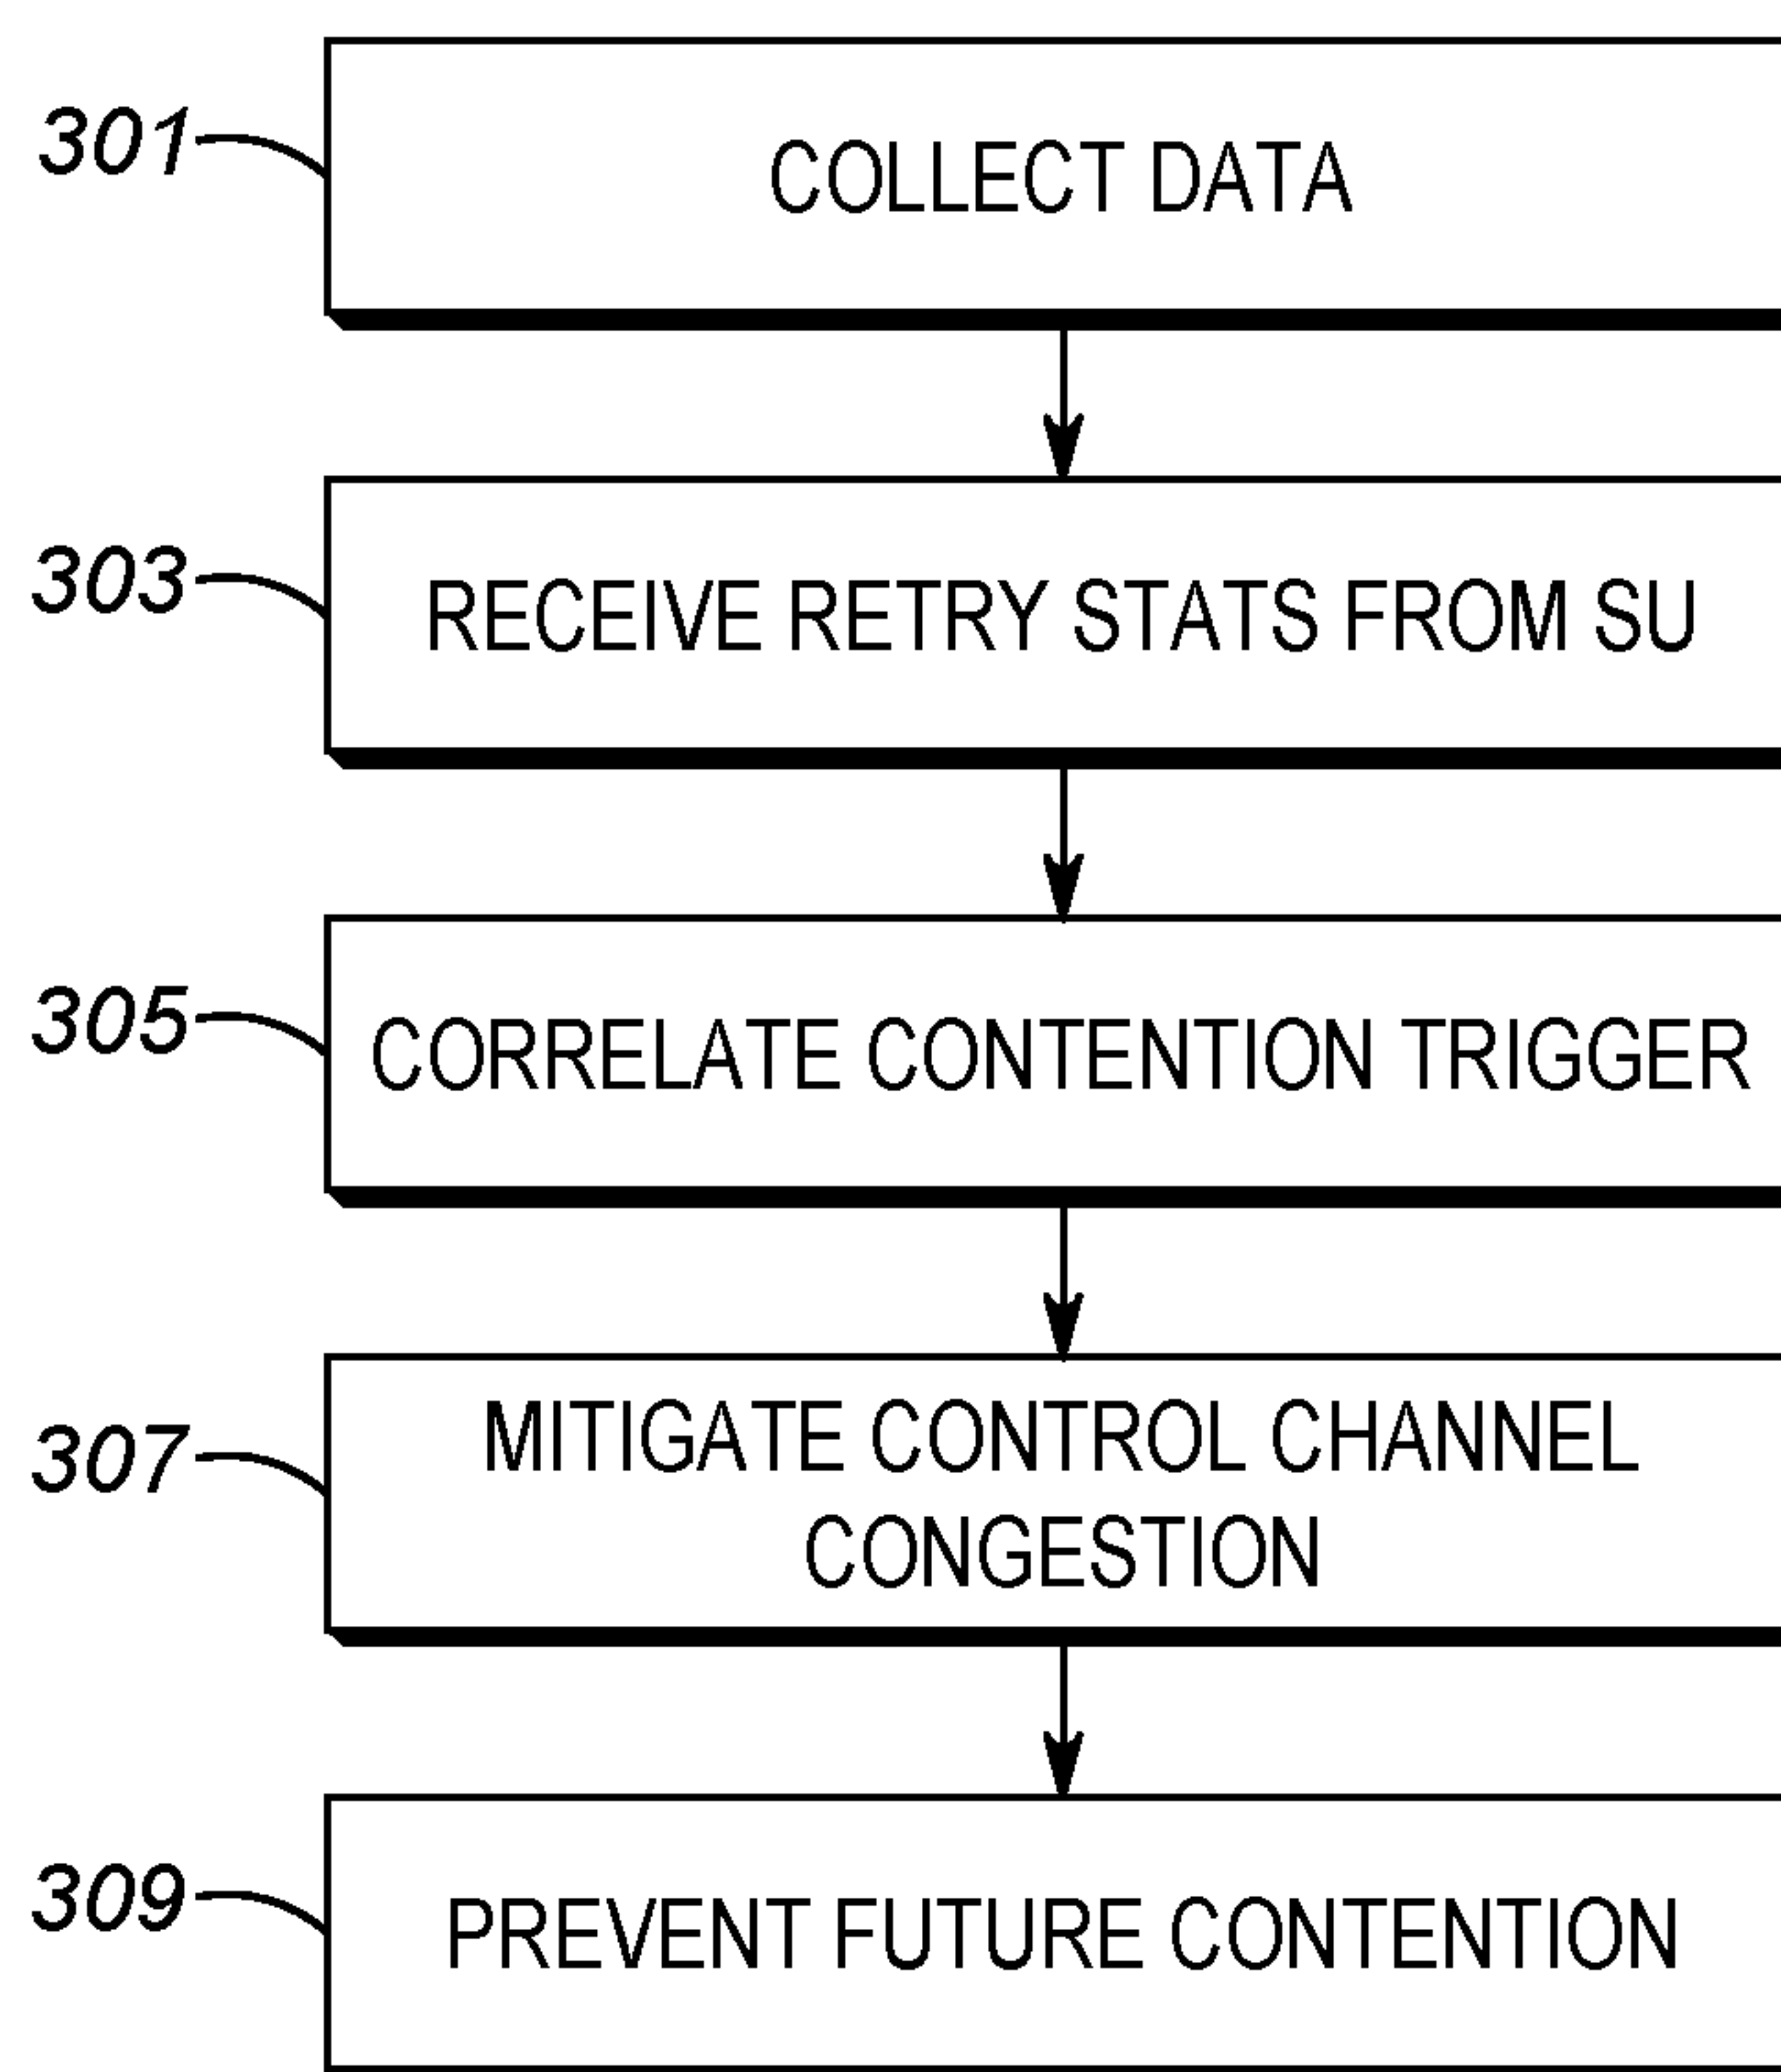 301
COLLECT DATA
303
RECEIVE RETRY STATS FROM SU
305
CORRELATE CONTENTION TRIGGER
307
MITIGATE CONTROL CHANNEL
CONGESTION
309
PREVENT FUTURE CONTENTION